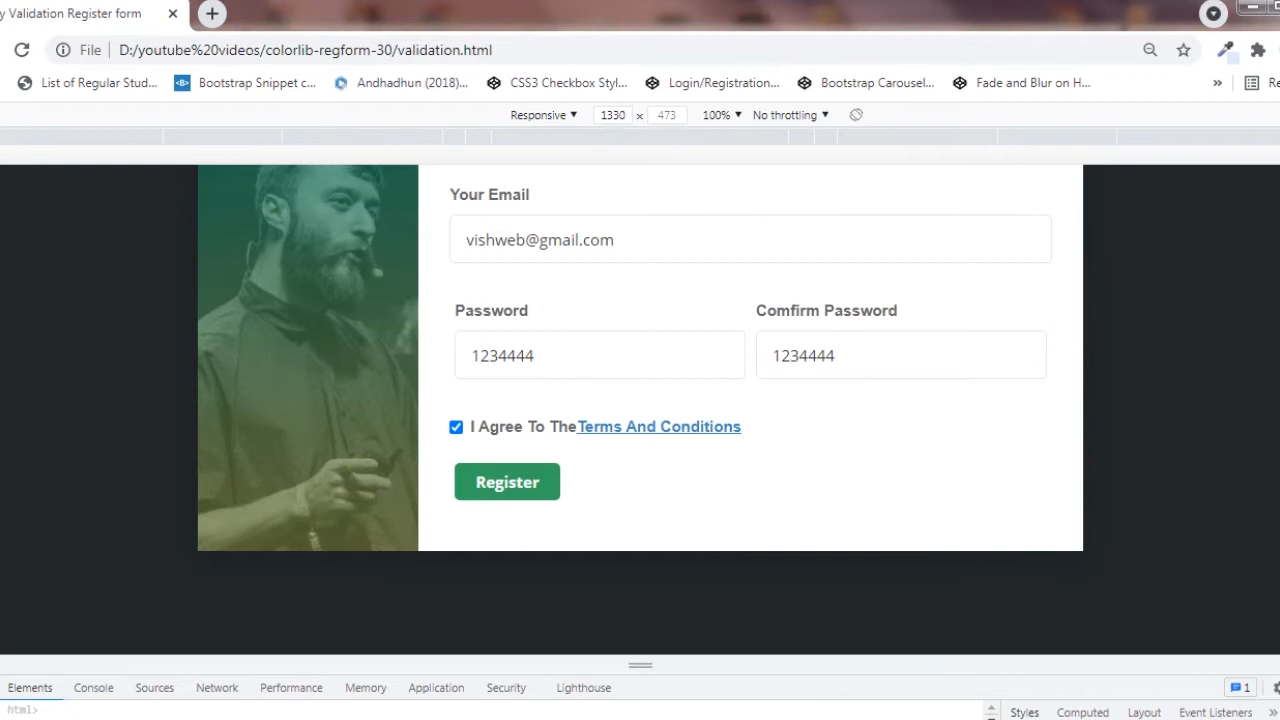 y Validation Register form
File
D:/youtube%20videos/colorlib-regform-30/validation.html
List of Regular Stud... Bootstrap Snippet c... Andhadhun (2018)... CSS3 Checkbox Styl... Login/Registration... Bootstrap Carousel... Fade and Blur on H... » Re
Responsive ▼ 1330 x 473 100% ▼ No throttling ▼
Your Email
vishweb@gmail.com
Password Comfirm Password
1234444 1234444
I Agree To TheTerms And Conditions
Register
Elements Console Sources Network Performance Memory Application Security Lighthouse 1
html> Styles Computed Layout Event Listeners »